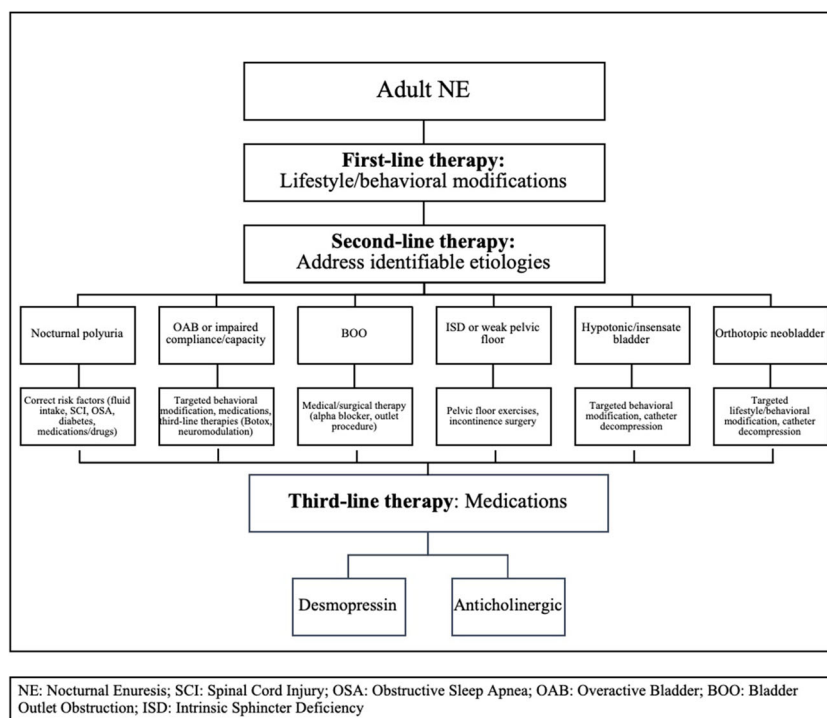 Adult NE
First-line therapy:
Lifestyle/behavioral modifications
Second-line therapy:
Address identifiable etiologies
Nocturnal polyuria
OAB or impaired
compliance/capacity
BOO
ISD or weak pelvic
floor
Hypotonic/insensate
bladder
Orthotopic neobladder
Correct risk factors (fluid
intake, SCI, OSA,
diabetes,
medications/drugs)
Targeted behavioral
modification, medications,
third-line therapies (Botox,
neuromodulation)
Medical/surgical therapy
(alpha blocker, outlet
procedure)
Pelvic floor exercises,
incontinence surgery
Targeted behavioral
modification, catheter
decompression
Targeted
lifestyle/behavioral
modification, catheter
decompression
Third-line therapy: Medications
Desmopressin
Anticholinergic
NE: Nocturnal Enuresis; SCI: Spinal Cord Injury; OSA: Obstructive Sleep Apnea; OAB: Overactive Bladder; BOO: Bladder
Outlet Obstruction; ISD: Intrinsic Sphincter Deficiency